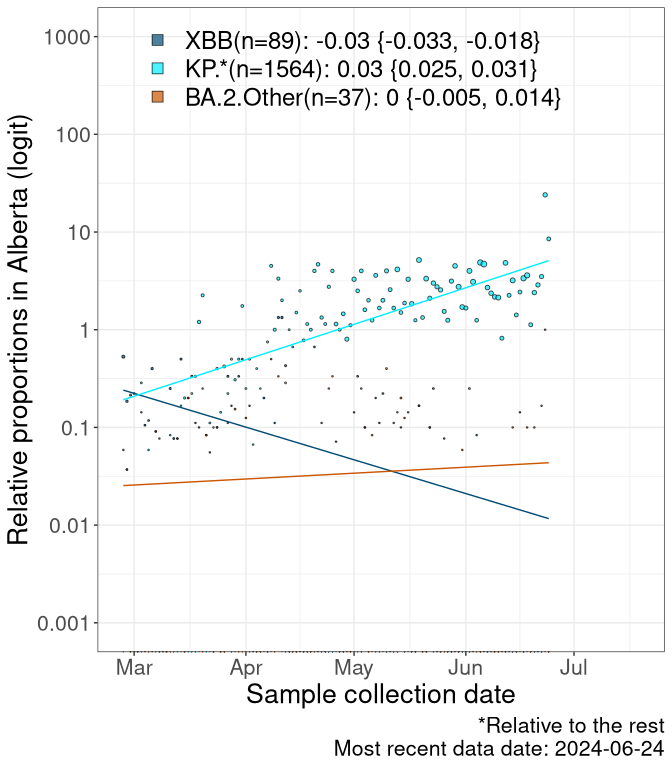 XBB(n=89): -0.03 {-0.033, -0.018}
KP.*(n=1564): 0.03 {0.025, 0.031}
BA.2.Other(n=37): 0 {-0.005, 0.014}
Relative proportions in Alberta (logit)
1000
100
10
1
0.1
0.01
0.001
Mar Apr May Jun Jul
Sample collection date
*Relative to the rest
Most recent data date: 2024-06-24